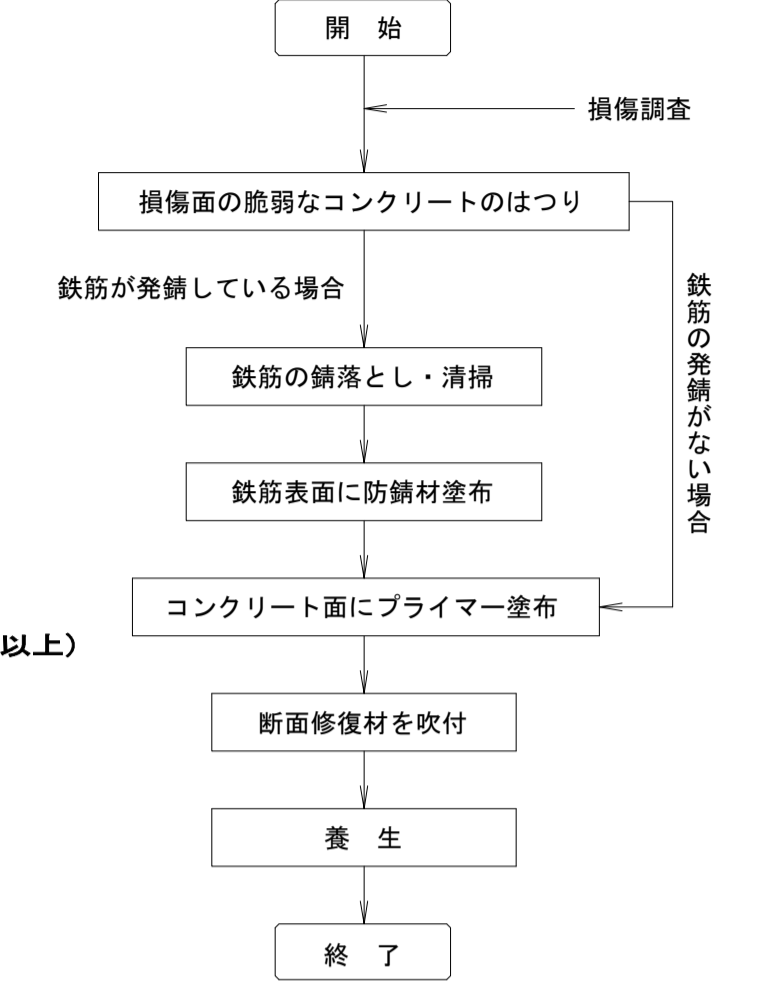 開　始
損傷調査
損傷面の脆弱なコンクリートのはつり
鉄筋が発錆している場合
鉄筋の発錆がない場合
鉄筋の錆落とし・清掃
鉄筋表面に防錆材塗布
コンクリート面にプライマー塗布
以上）
断面修復材を吹付
養　生
終　了